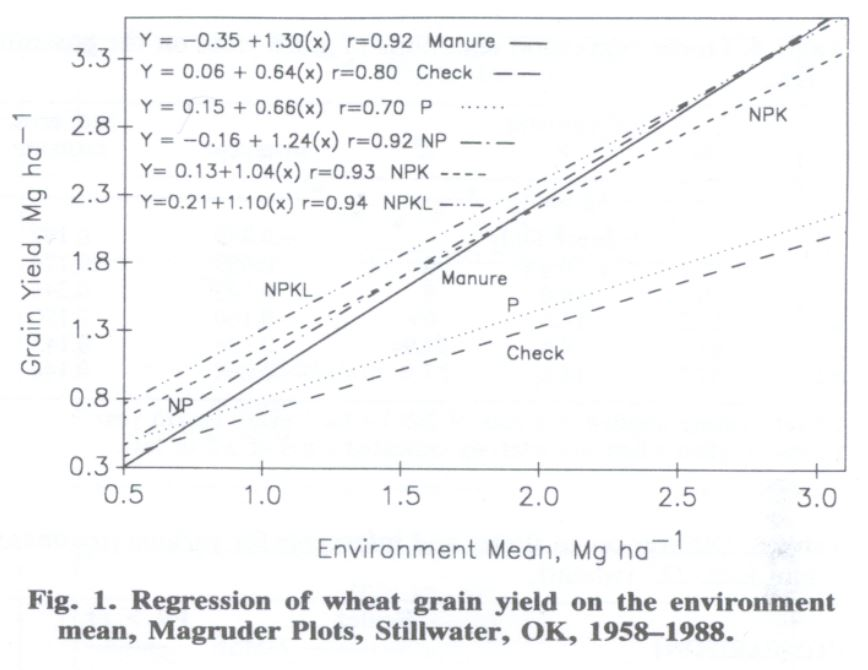 Y = −0.35 +1.30(x) r=0.92 Manure
Y = 0.06 + 0.64(x) r=0.80 Check
Y = 0.15 + 0.66(x) r=0.70 P
Y = −0.16 + 1.24(x) r=0.92 NP
Y= 0.13+1.04(x) r=0.93 NPK
Y=0.21+1.10(x) r=0.94 NPKL
3.3
2.8
2.3
1.8
1.3
0.8
0.3
Grain Yield, Mg ha⁻¹
NPK
NPKL
Manure
P
Check
NP
0.5 1.0 1.5 2.0 2.5 3.0
Environment Mean, Mg ha⁻¹
Fig. 1. Regression of wheat grain yield on the environment
mean, Magruder Plots, Stillwater, OK, 1958–1988.